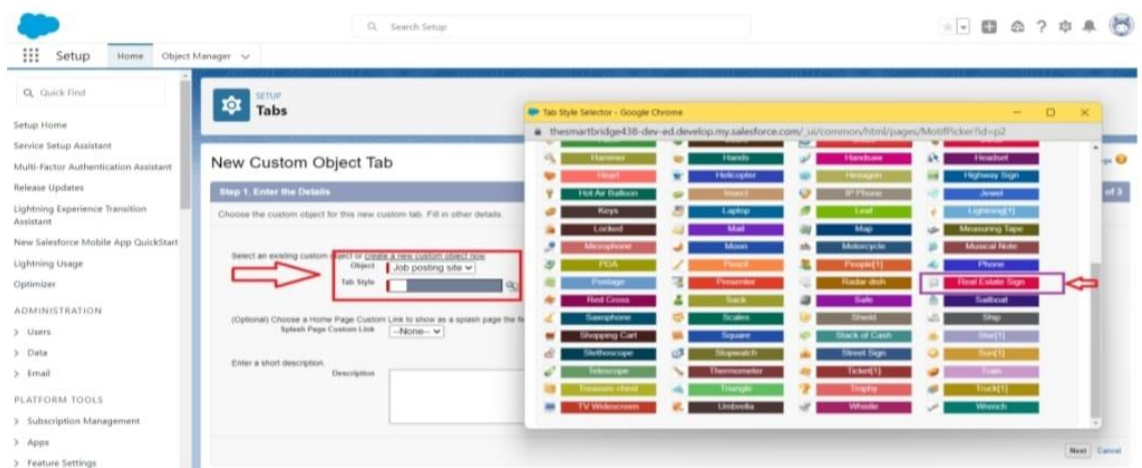 Search Setup
Setup
Home
Object Manager
Quick Find
Setup Home
Service Setup Assistant
Multi-Factor Authentication Assistant
Release Updates
Lightning Experience Transition
Assistant
New Salesforce Mobile App QuickStart
Lightning Usage
Optimizer
ADMINISTRATION
Users
Data
Email
PLATFORM TOOLS
Subscription Management
Apps
Feature Settings
SETUP
Tabs
New Custom Object Tab
Step 1. Enter the Details
of 3
Choose the custom object for this new custom tab. Fill in other details.
Select an existing custom object or create a new custom object now.
Object Job posting site
Tab Style
(Optional) Choose a Home Page Custom Link to show as a splash page the
Splash Page Custom Link --None--
Enter a short description.
Description
Next Cancel
Tab Style Selector - Google Chrome
thesmartbridge438-dev-ed.develop.my.salesforce.com/_ui/common/html/pages/MotifPicker?id=p2
Hammer Hands Handsaw Headset
Heart Helicopter Hexagon Highway Sign
Hot Air Balloon Insect IP Phone Jewel
Keys Laptop Leaf Lightning[1]
Locked Mail Map Measuring Tape
Microphone Moon Motorcycle Musical Note
PDA Pencil People[1] Phone
Postage Presenter Radar dish Real Estate Sign
Red Cross Sack Safe Sailboat
Saxophone Scales Shield Ship
Shopping Cart Square Stack of Cash Star[1]
Stethoscope Stopwatch Street Sign Sun[1]
Telescope Thermometer Ticket[1] Train
Treasure chest Triangle Trophy Truck[1]
TV Widescreen Umbrella Whistle Wrench